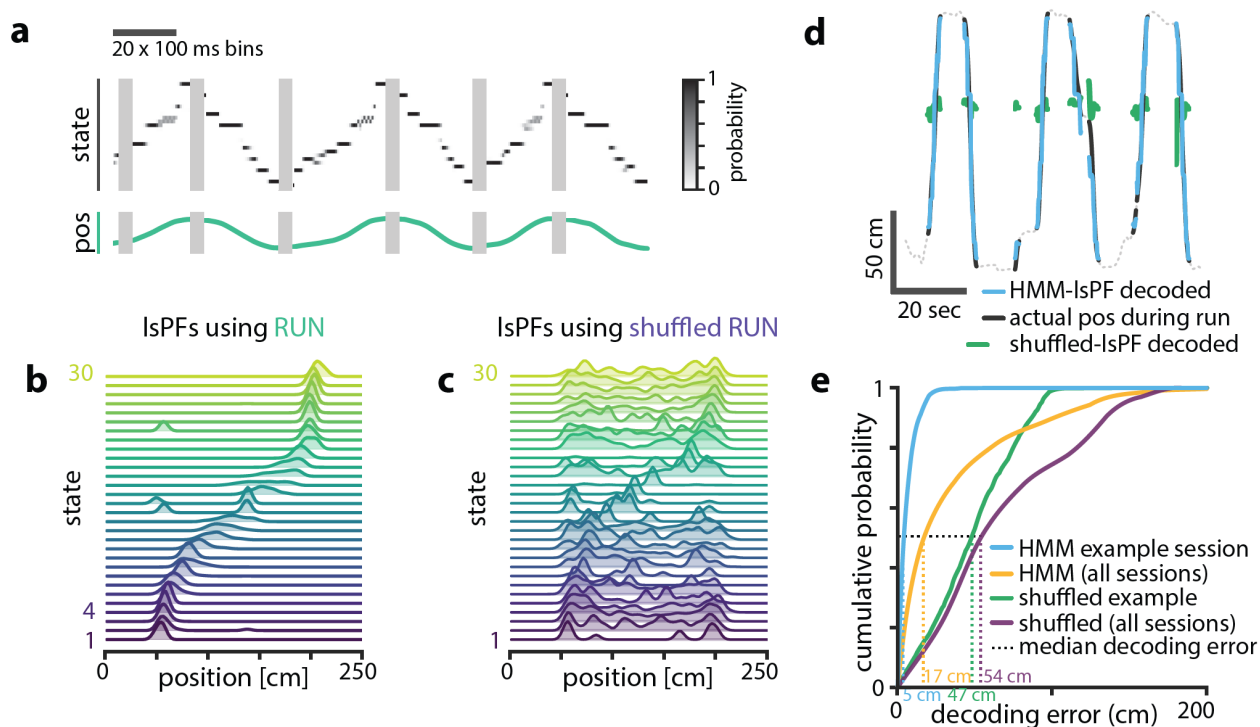 a
20 x 100 ms bins
state
1
probability
0
pos
d
50 cm
20 sec
HMM-lsPF decoded
actual pos during run
shuffled-lsPF decoded
lsPFs using RUN
b
30
state
4
1
0
250
position [cm]
lsPFs using shuffled RUN
c
30
state
1
0
250
position [cm]
e
1
cumulative probability
HMM example session
HMM (all sessions)
shuffled example
shuffled (all sessions)
median decoding error
17 cm
54 cm
5 cm
47 cm
0
0
decoding error (cm)
200